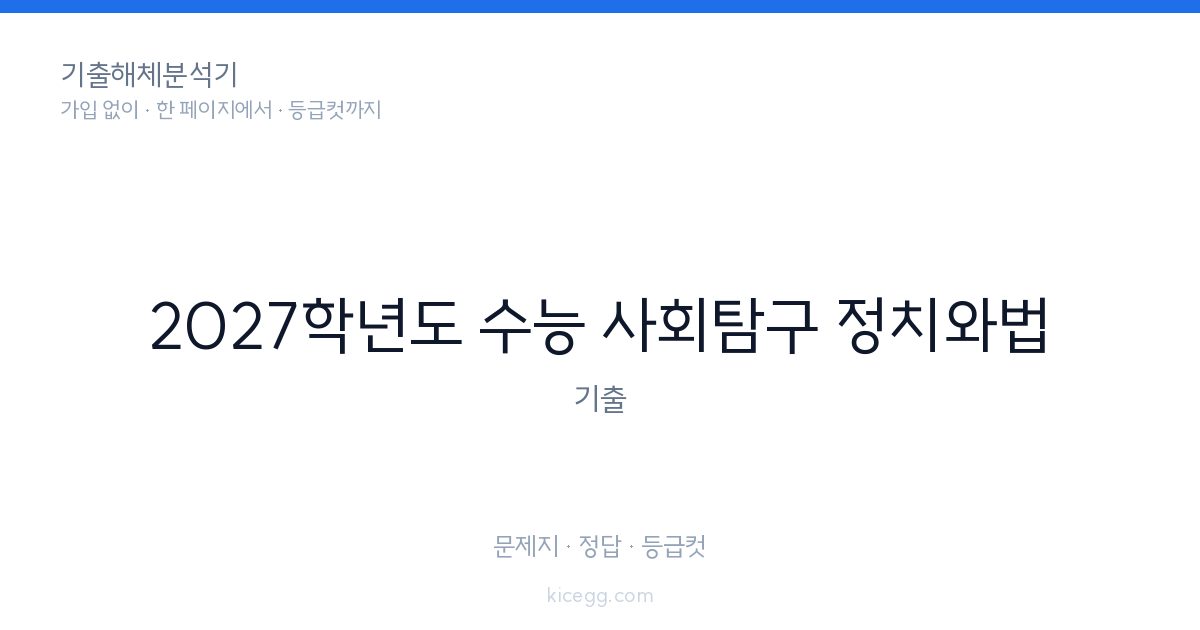 기출해체분석기
가입 없이 · 한 페이지에서 · 등급컷까지
2027학년도 수능 사회탐구 정치와법
기출
문제지 · 정답 · 등급컷
kicegg.com